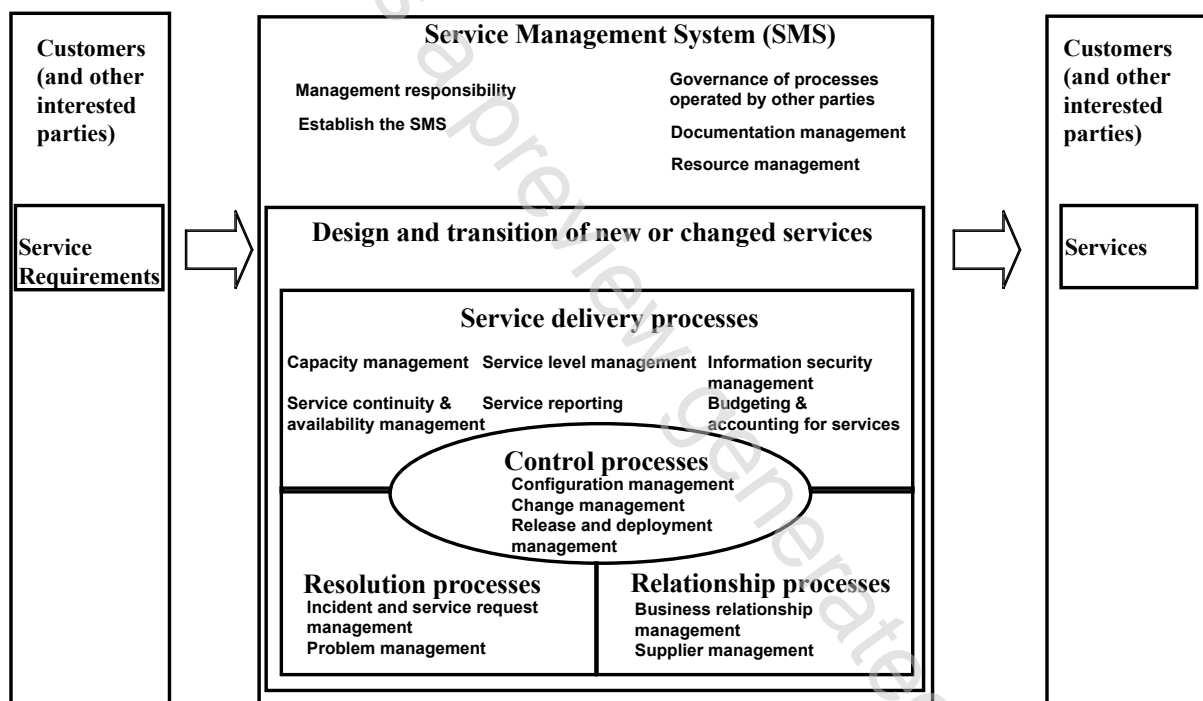 Customers
(and other
interested
parties)
Service
Requirements
Service Management System (SMS)
Management responsibility
Establish the SMS
Governance of processes
operated by other parties
Documentation management
Resource management
Design and transition of new or changed services
Service delivery processes
Capacity management
Service level management
Information security
management
Service continuity &
availability management
Service reporting
Budgeting &
accounting for services
Control processes
Configuration management
Change management
Release and deployment
management
Resolution processes
Incident and service request
management
Problem management
Relationship processes
Business relationship
management
Supplier management
Customers
(and other
interested
parties)
Services
s a preview generate